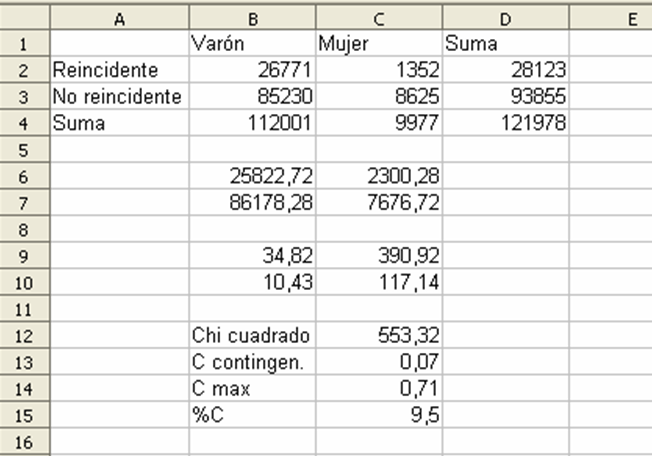 A B C D E
1 Varón Mujer Suma
2 Reincidente 26771 1352 28123
3 No reincidente 85230 8625 93855
4 Suma 112001 9977 121978
5
6 25822,72 2300,28
7 86178,28 7676,72
8
9 34,82 390,92
10 10,43 117,14
11
12 Chi cuadrado 553,32
13 C contingen. 0,07
14 C max 0,71
15 %C 9,5
16